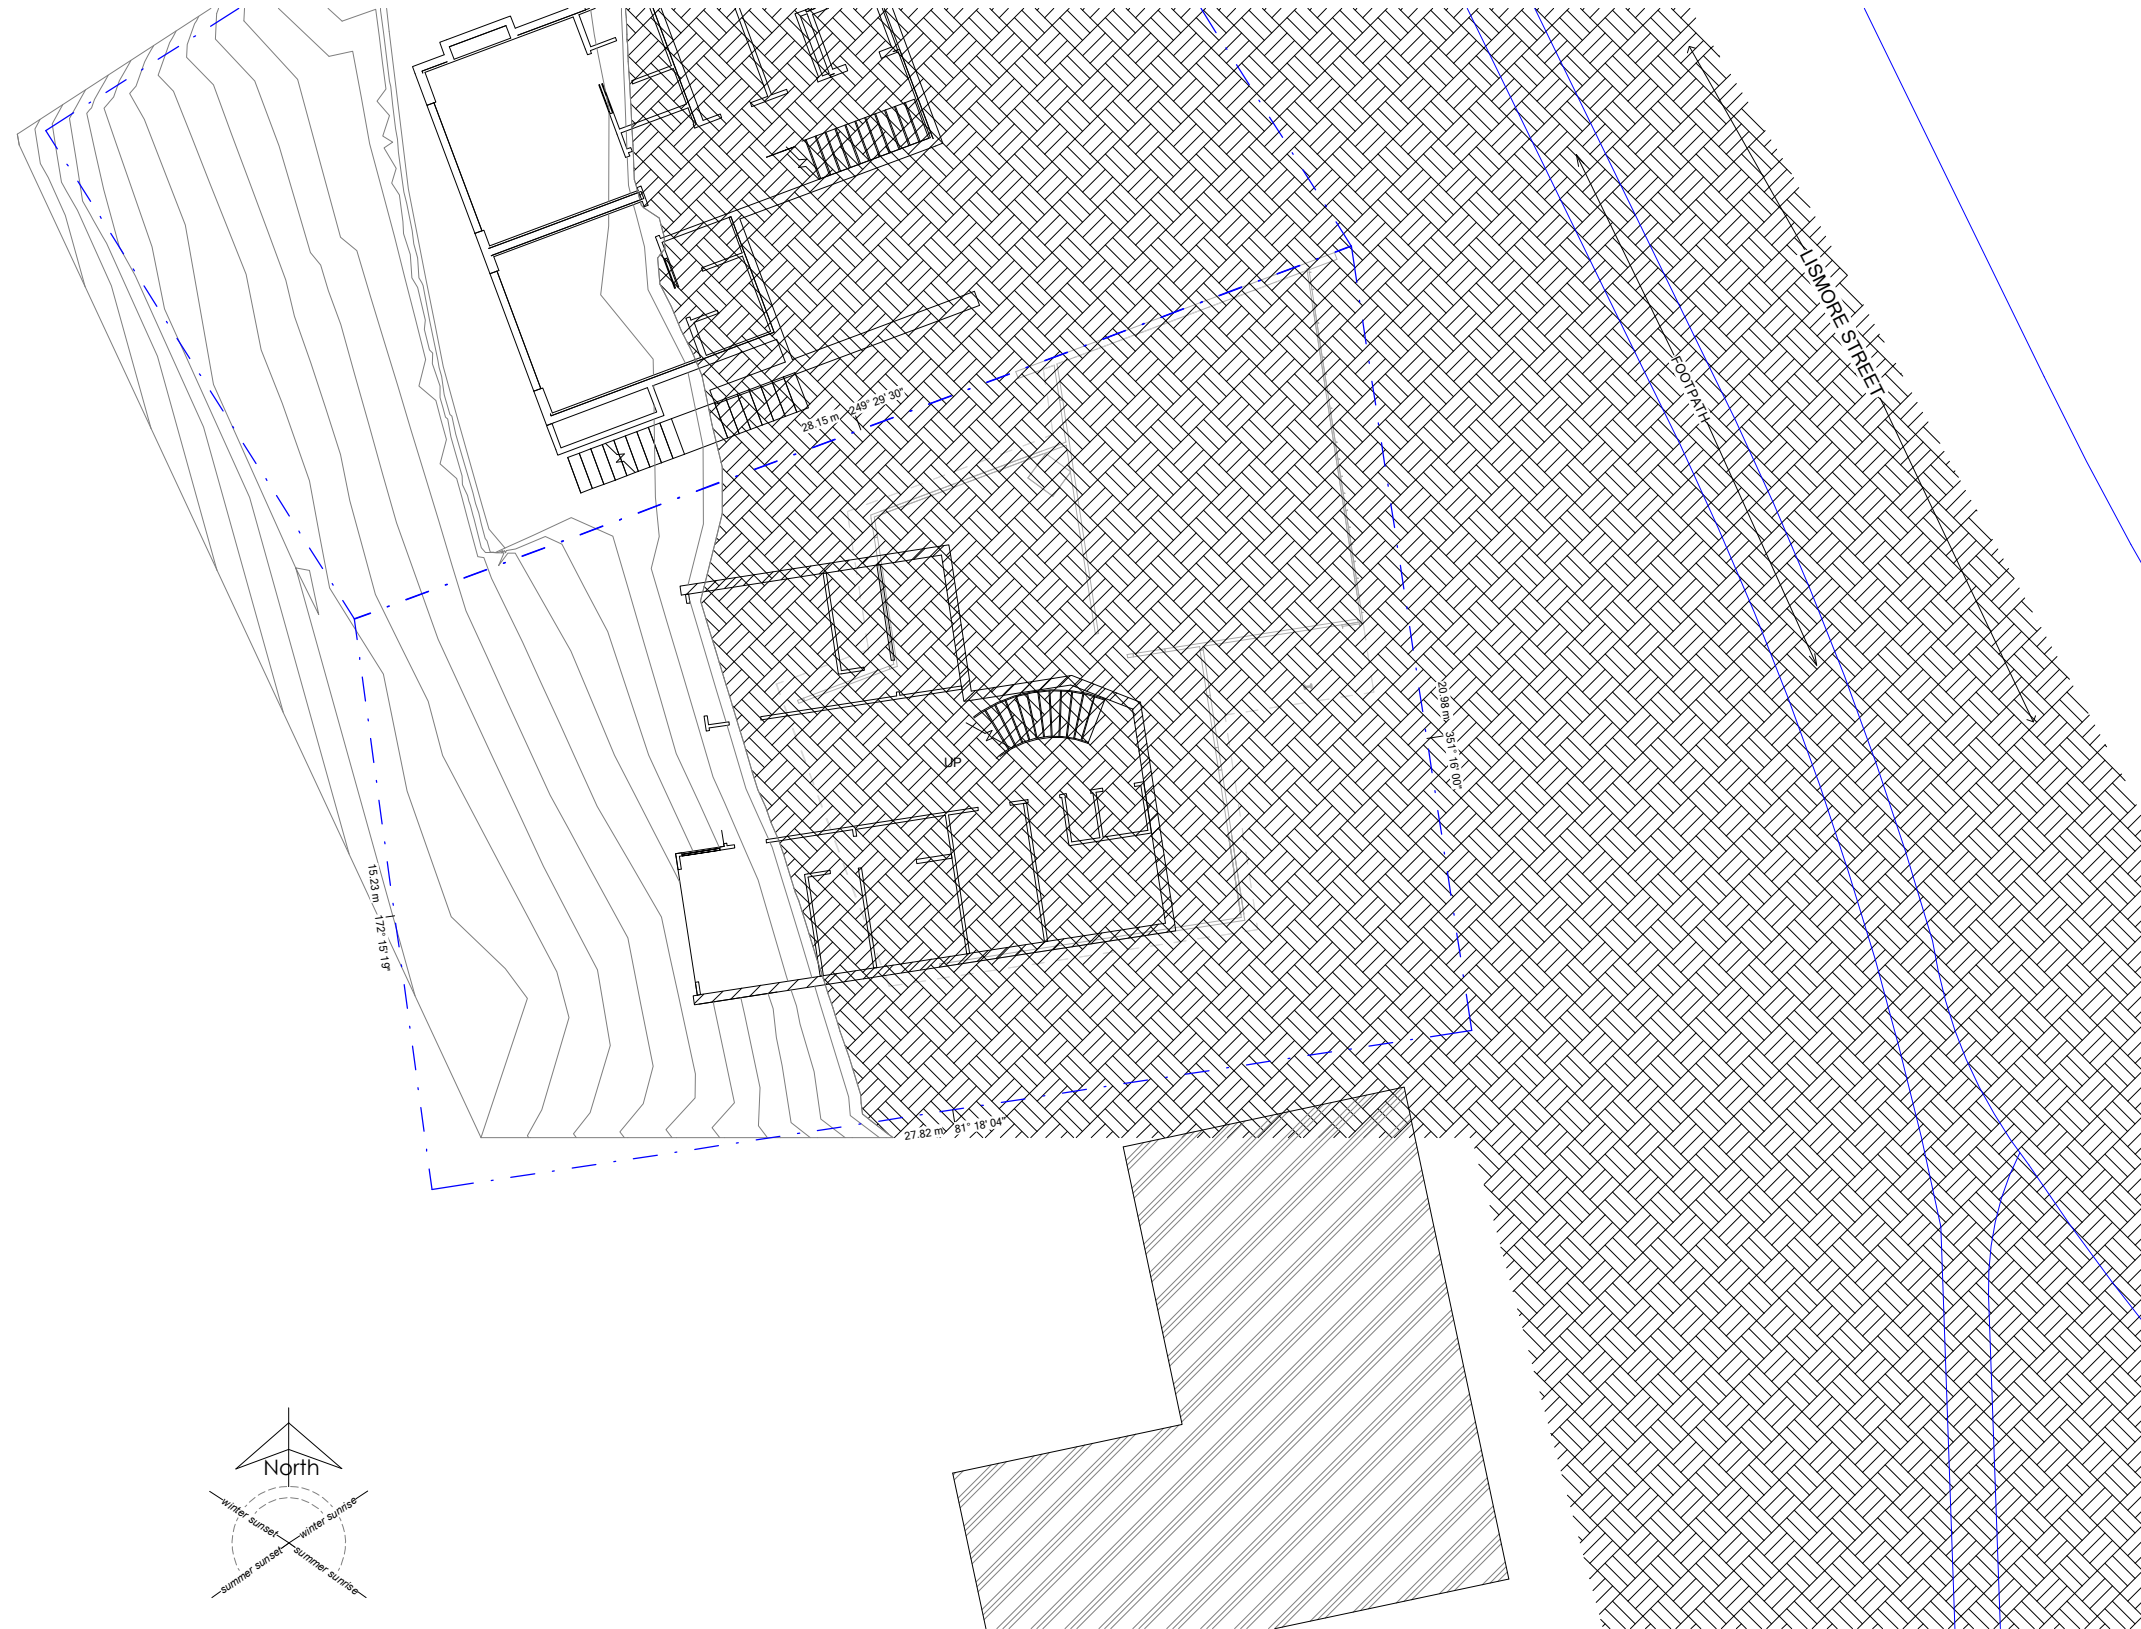 LISMORE STREET
FOOTPATH
28.15 m
249° 29' 30"
20.98 m
351° 16' 00"
UP
15.23 m
172° 15' 19"
27.82 m
81° 18' 04"
North
winter sunset
winter sunrise
summer sunset
summer sunrise